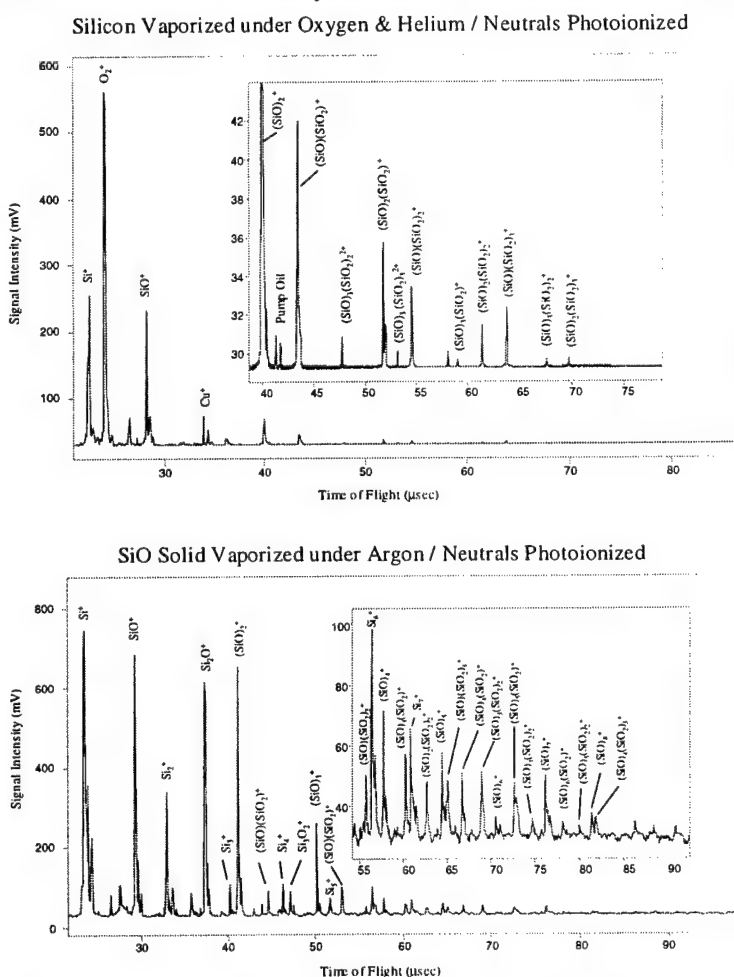 Silicon Vaporized under Oxygen & Helium / Neutrals Photoionized
600
500
400
300
200
100
Signal Intensity (mV)
Si⁺
O₂⁺
SiO⁺
Cu⁺
30
40
50
60
70
80
Time of Flight (μsec)
42
40
38
36
34
32
30
(SiO)₂⁺
Pump Oil
(SiO)(SiO₂)⁺
(SiO)₂(SiO₂)⁺
(SiO)(SiO₂)₂⁺
(SiO)₃(SiO₂)⁺
(SiO)₂(SiO₂)₂⁺
(SiO)(SiO₂)₃⁺
40
45
50
55
60
65
70
75
SiO Solid Vaporized under Argon / Neutrals Photoionized
800
600
400
200
0
Signal Intensity (mV)
Si⁺
SiO⁺
Si₂⁺
Si₂O⁺
Si₃⁺
(SiO)₂⁺
(SiO)(SiO₂)⁺
Si₄⁺
Si₃O₂⁺
(SiO)₃⁺
Si₅⁺
30
40
50
60
70
80
90
Time of Flight (μsec)
100
80
60
40
(SiO)(SiO₂)₂⁺
Si₆⁺
(SiO)₄⁺
(SiO)₃(SiO₂)⁺
Si₇⁺
(SiO)₂(SiO₂)₂⁺
(SiO)₅⁺
55
60
65
70
75
80
85
90